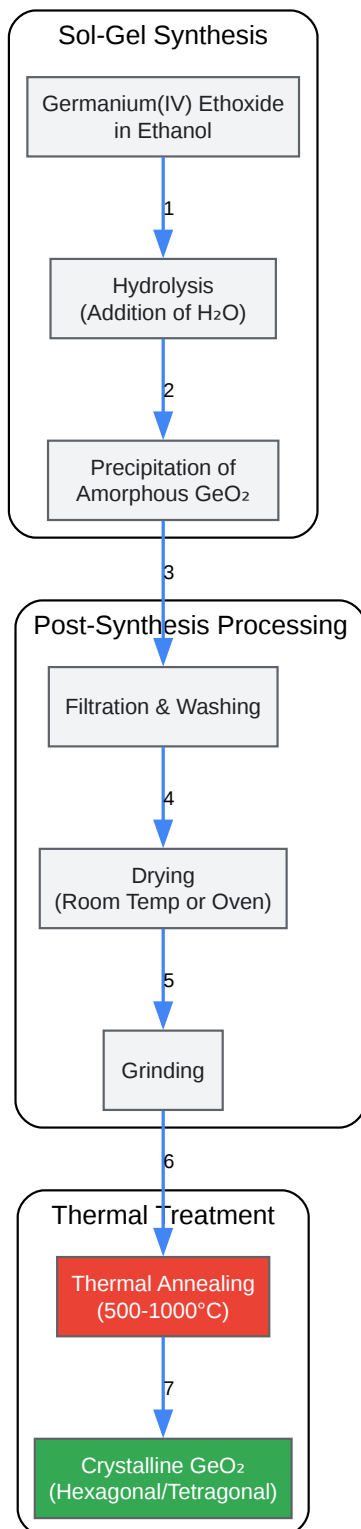 Sol-Gel Synthesis
Germanium(IV) Ethoxide
in Ethanol
1
Hydrolysis
(Addition of H₂O)
2
Precipitation of
Amorphous GeO₂
3
Post-Synthesis Processing
Filtration & Washing
4
Drying
(Room Temp or Oven)
5
Grinding
6
Thermal Treatment
Thermal Annealing
(500-1000°C)
7
Crystalline GeO₂
(Hexagonal/Tetragonal)